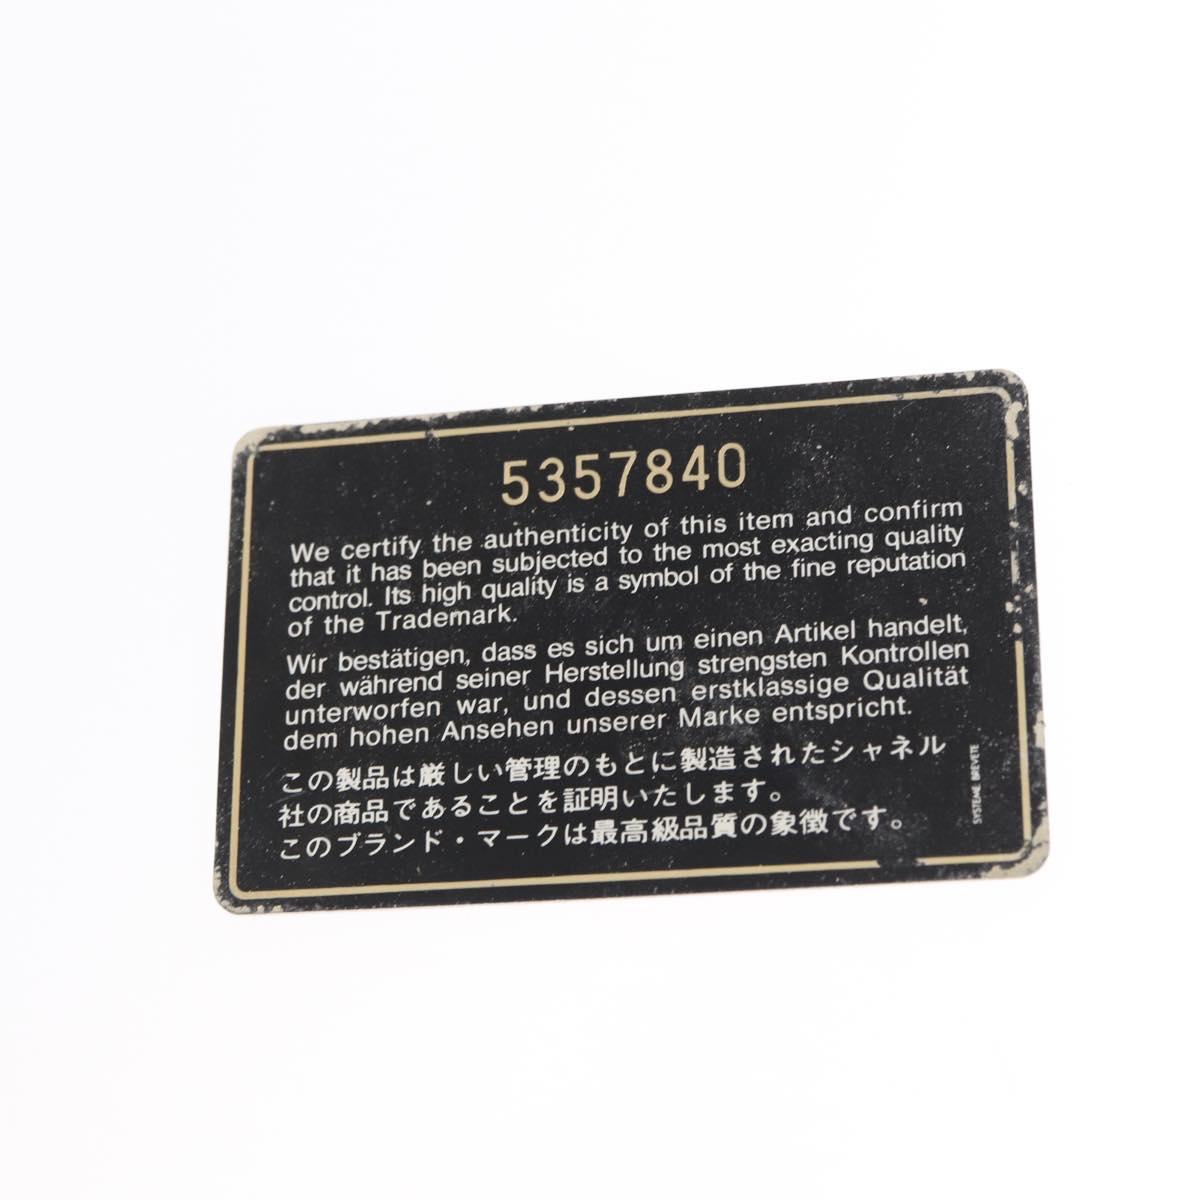 5357840
We certify the authenticity of this item and confirm
that it has been subjected to the most exacting quality
control. Its high quality is a symbol of the fine reputation
of the Trademark.
Wir bestätigen, dass es sich um einen Artikel handelt,
der während seiner Herstellung strengsten Kontrollen
unterworfen war, und dessen erstklassige Qualität
dem hohen Ansehen unserer Marke entspricht.
この製品は厳しい管理のもとに製造されたシャネル
社の商品であることを証明いたします。
このブランド・マークは最高級品質の象徴です。
SYSTEME BREVETE